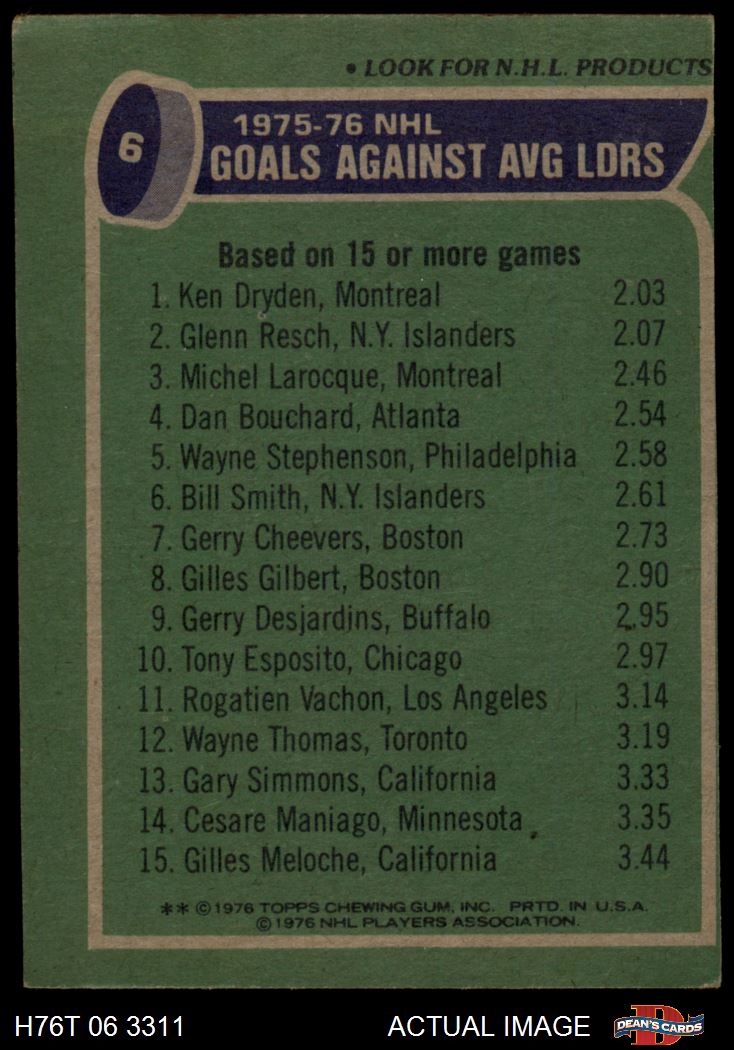 • LOOK FOR N.H.L. PRODUCTS
6
1975-76 NHL
GOALS AGAINST AVG LDRS
Based on 15 or more games
1. Ken Dryden, Montreal 2.03
2. Glenn Resch, N.Y. Islanders 2.07
3. Michel Larocque, Montreal 2.46
4. Dan Bouchard, Atlanta 2.54
5. Wayne Stephenson, Philadelphia 2.58
6. Bill Smith, N.Y. Islanders 2.61
7. Gerry Cheevers, Boston 2.73
8. Gilles Gilbert, Boston 2.90
9. Gerry Desjardins, Buffalo 2.95
10. Tony Esposito, Chicago 2.97
11. Rogatien Vachon, Los Angeles 3.14
12. Wayne Thomas, Toronto 3.19
13. Gary Simmons, California 3.33
14. Cesare Maniago, Minnesota 3.35
15. Gilles Meloche, California 3.44
** ©1976 TOPPS CHEWING GUM, INC. PRTD. IN U.S.A.
©1976 NHL PLAYERS ASSOCIATION.
H76T 06 3311 ACTUAL IMAGE D DEAN'S CARDS